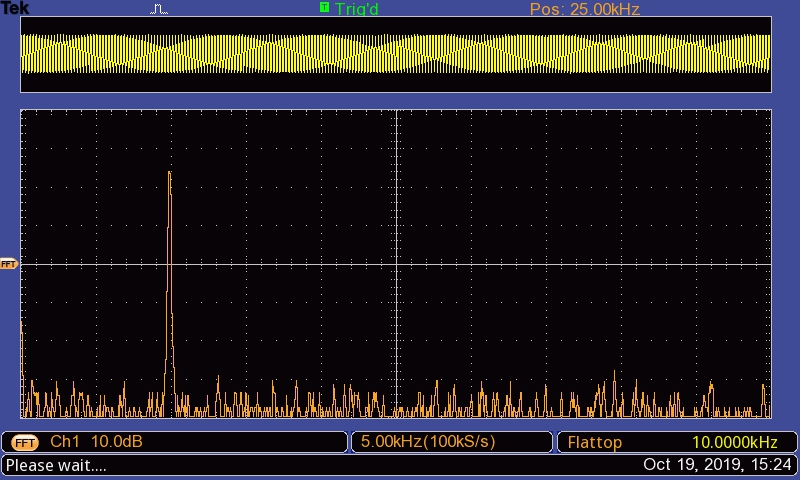 Tek T Trig'd Pos: 25.00kHz
FFT
FFT Ch1 10.0dB 5.00kHz(100kS/s) Flattop 10.0000kHz
Please wait.... Oct 19, 2019, 15:24